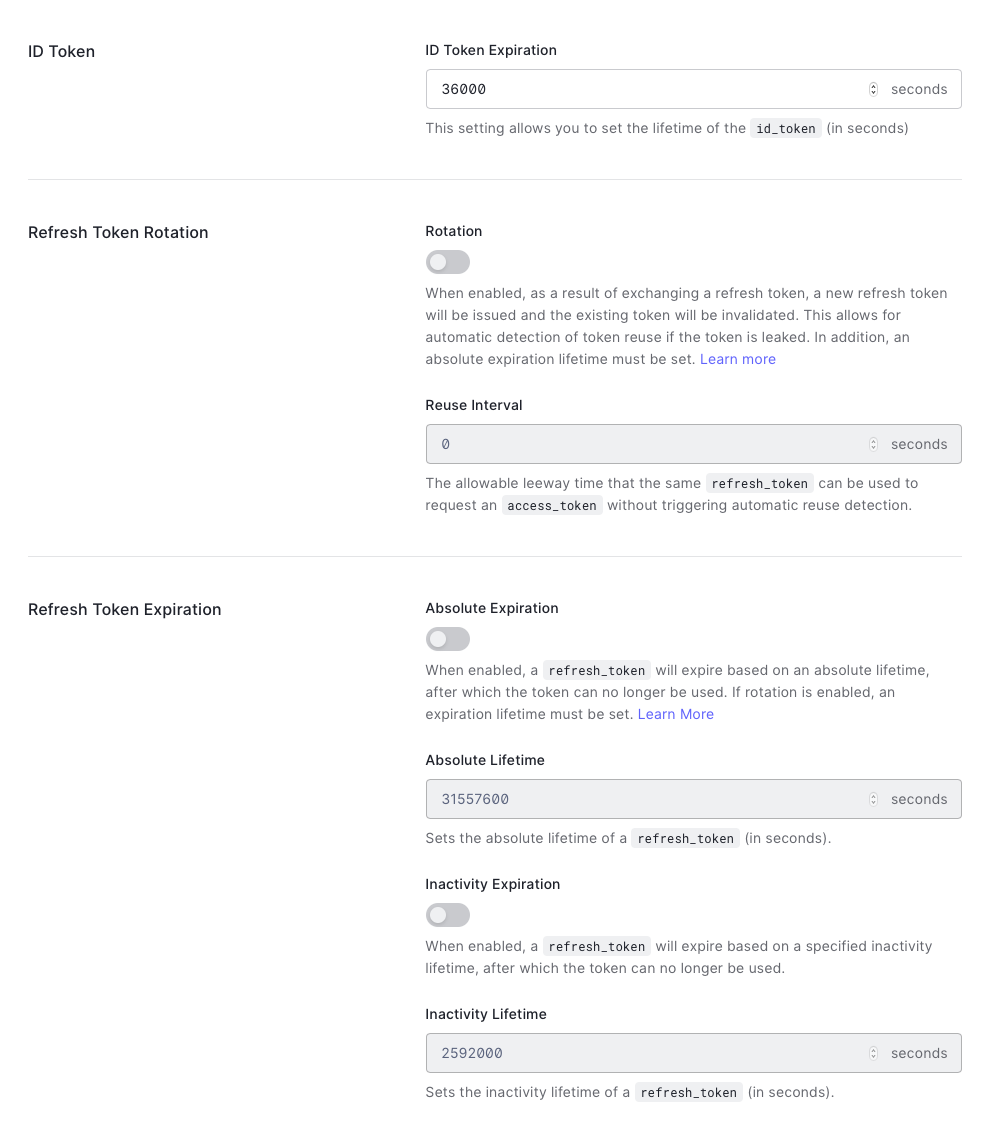 ID Token
ID Token Expiration
36000 seconds
This setting allows you to set the lifetime of the id_token (in seconds)
Refresh Token Rotation
Rotation
When enabled, as a result of exchanging a refresh token, a new refresh token
will be issued and the existing token will be invalidated. This allows for
automatic detection of token reuse if the token is leaked. In addition, an
absolute expiration lifetime must be set. Learn more
Reuse Interval
0 seconds
The allowable leeway time that the same refresh_token can be used to
request an access_token without triggering automatic reuse detection.
Refresh Token Expiration
Absolute Expiration
When enabled, a refresh_token will expire based on an absolute lifetime,
after which the token can no longer be used. If rotation is enabled, an
expiration lifetime must be set. Learn More
Absolute Lifetime
31557600 seconds
Sets the absolute lifetime of a refresh_token (in seconds).
Inactivity Expiration
When enabled, a refresh_token will expire based on a specified inactivity
lifetime, after which the token can no longer be used.
Inactivity Lifetime
2592000 seconds
Sets the inactivity lifetime of a refresh_token (in seconds).